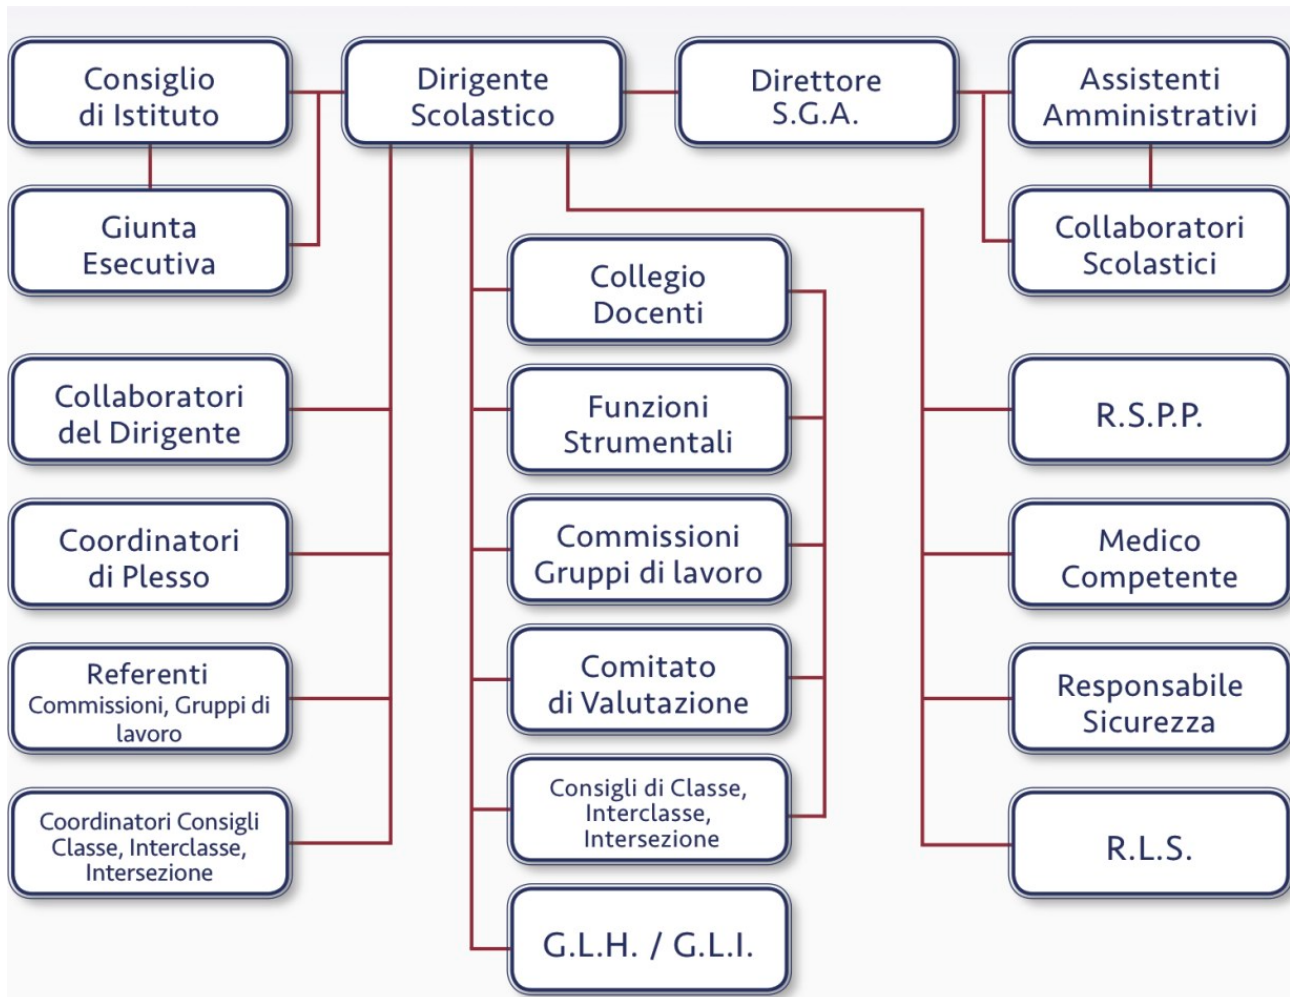 Consiglio
di Istituto
Dirigente
Scolastico
Direttore
S.G.A.
Assistenti
Amministrativi
Giunta
Esecutiva
Collaboratori
Scolastici
Collegio
Docenti
Collaboratori
del Dirigente
Funzioni
Strumentali
R.S.P.P.
Coordinatori
di Plesso
Commissioni
Gruppi di lavoro
Medico
Competente
Referenti
Commissioni, Gruppi di
lavoro
Comitato
di Valutazione
Responsabile
Sicurezza
Coordinatori Consigli
Classe, Interclasse,
Intersezione
Consigli di Classe,
Interclasse,
Intersezione
R.L.S.
G.L.H. / G.L.I.